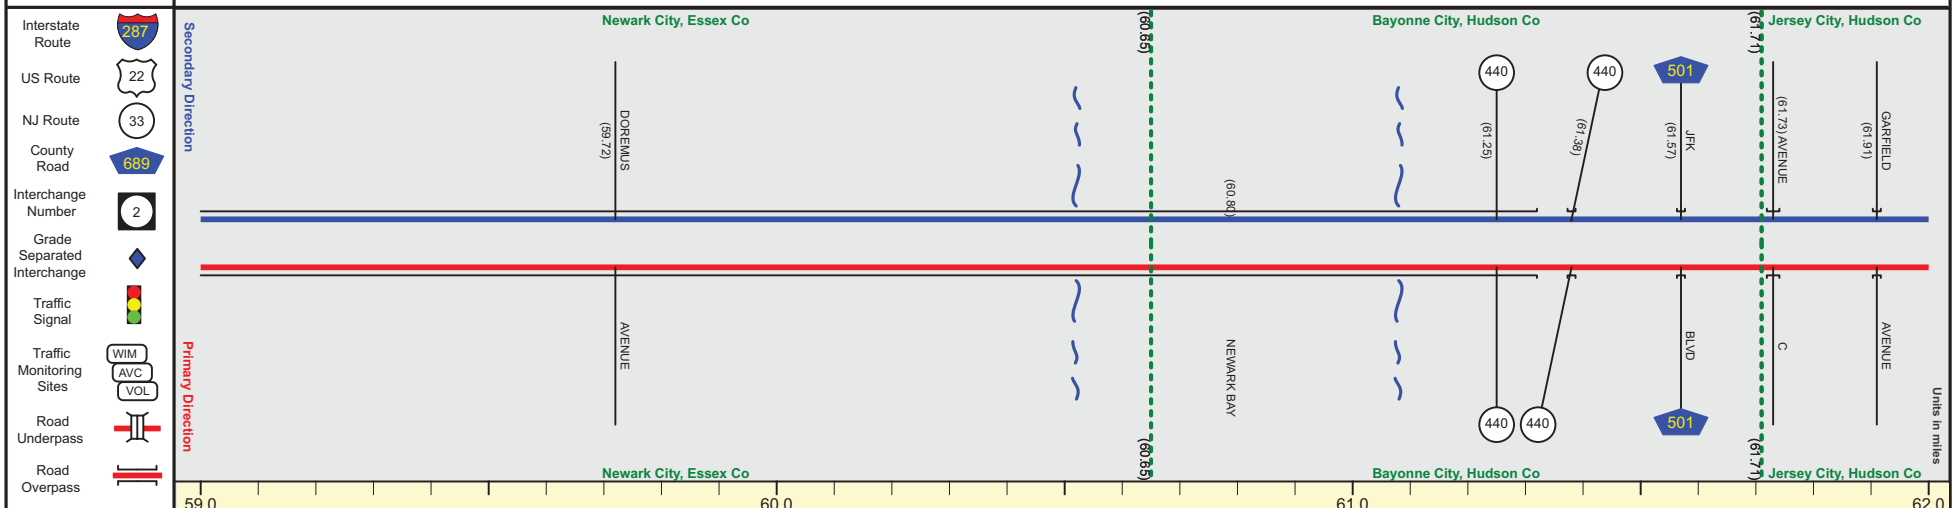 Interstate
Route
287
US Route
22
NJ Route
33
County
Road
689
Interchange
Number
2
Grade
Separated
Interchange
Traffic
Signal
Traffic
Monitoring
Sites
WIM
AVC
VOL
Road
Underpass
Road
Overpass
Secondary Direction
Primary Direction
Newark City, Essex Co
(60.65)
Bayonne City, Hudson Co
(61.71)
Jersey City, Hudson Co
DOREMUS
(59.72)
(60.80)
440
(61.25)
440
(61.38)
501
JFK
(61.57)
(61.73) AVENUE
GARFIELD
(61.91)
AVENUE
NEWARK BAY
440
440
BLVD
501
C
AVENUE
Units in miles
Newark City, Essex Co
(60.65)
Bayonne City, Hudson Co
(61.71)
Jersey City, Hudson Co
59.0
60.0
61.0
62.0